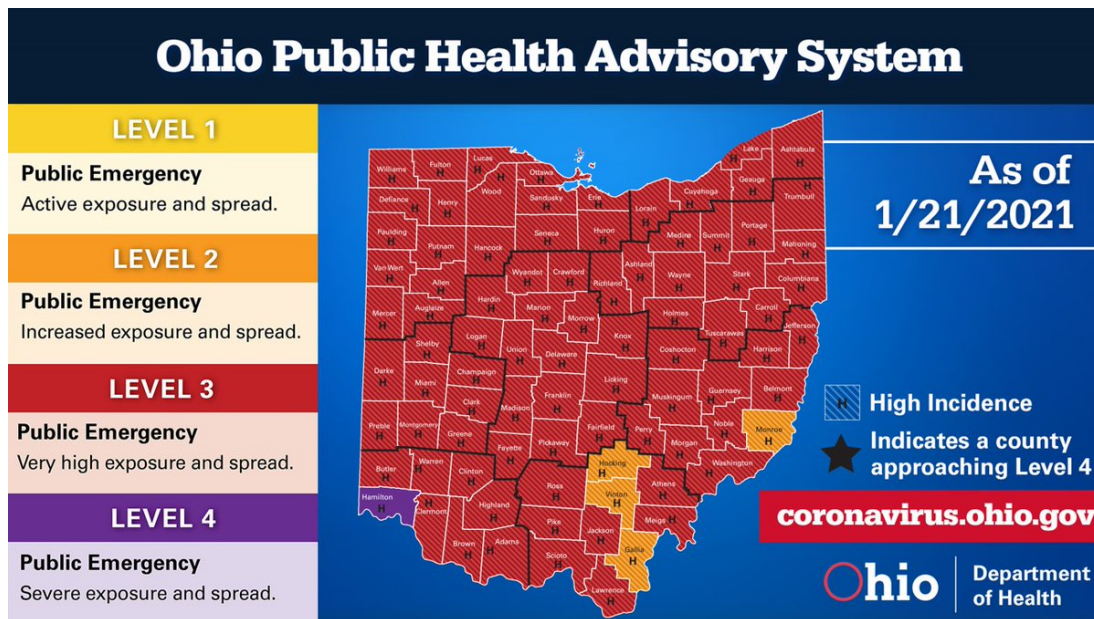 Ohio Public Health Advisory System
LEVEL 1
Public Emergency
Active exposure and spread.
LEVEL 2
Public Emergency
Increased exposure and spread.
LEVEL 3
Public Emergency
Very high exposure and spread.
LEVEL 4
Public Emergency
Severe exposure and spread.
As of
1/21/2021
Williams H
Fulton H
Lucas H
Ottawa H
Lake H
Ashtabula H
Geauga H
Cuyahoga H
Trumbull
Defiance H
Henry H
Wood H
Sandusky H
Erie H
Lorain H
Paulding H
Putnam H
Hancock H
Seneca H
Huron H
Medina H
Summit H
Portage H
Mahoning H
Van Wert H
Allen H
Wyandot H
Crawford H
Richland H
Ashland H
Wayne H
Stark H
Columbiana H
Mercer H
Auglaize H
Hardin H
Marion H
Morrow H
Holmes H
Carroll H
Tuscarawas H
Jefferson H
Shelby H
Logan H
Union H
Delaware H
Knox H
Coshocton H
Harrison H
Darke H
Miami H
Champaign H
Clark H
Madison H
Franklin H
Licking H
Muskingum H
Guernsey H
Belmont H
Preble H
Montgomery H
Greene H
Fayette H
Pickaway H
Fairfield H
Perry H
Morgan H
Noble H
Monroe H
Butler H
Warren H
Clinton H
Ross H
Hocking H
Athens H
Washington H
Hamilton H
Clermont H
Highland H
Pike H
Vinton H
Meigs H
Brown H
Adams H
Scioto H
Jackson H
Gallia H
Lawrence H
H High Incidence
Indicates a county
approaching Level 4
coronavirus.ohio.gov
Ohio
Department
of Health